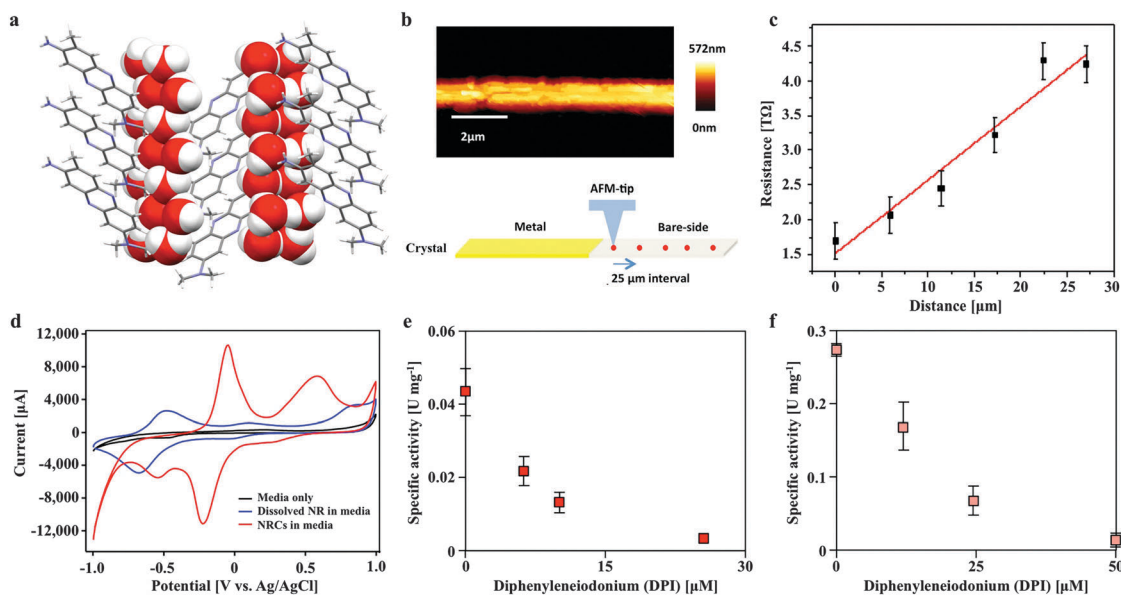 a
b
572nm
0nm
2μm
AFM-tip
Metal
Bare-side
Crystal
25 μm interval
c
Resistance [TΩ]
4.5
4.0
3.5
3.0
2.5
2.0
1.5
0 5 10 15 20 25 30
Distance [μm]
d
Current [μA]
12,000
8,000
4,000
0
-4,000
-8,000
-12,000
Media only
Dissolved NR in media
NRCs in media
-1.0 -0.5 0 0.5 1.0
Potential [V vs. Ag/AgCl]
e
Specific activity [U mg⁻¹]
0.06
0.04
0.02
0
0 15 30
Diphenyleneiodonium (DPI) [μM]
f
Specific activity [U mg⁻¹]
0.3
0.2
0.1
0
0 25 50
Diphenyleneiodonium (DPI) [μM]